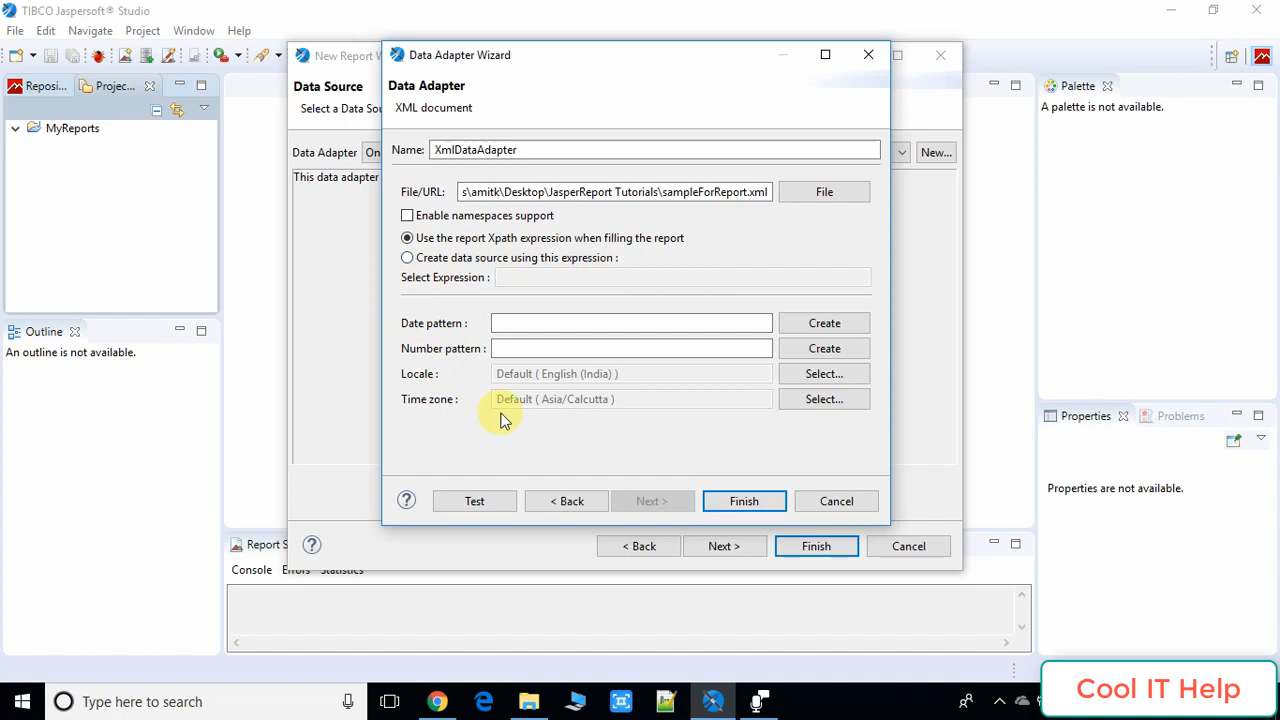 TIBCO Jaspersoft® Studio
File Edit Navigate Project Window Help
Reposi... Projec...
MyReports
Outline
An outline is not available.
New Report W
Data Source
Select a Data Sou
Data Adapter On
New...
This data adapter
Data Adapter Wizard
Data Adapter
XML document
Name: XmlDataAdapter
File/URL: s\amitk\Desktop\JasperReport Tutorials\sampleForReport.xml File
Enable namespaces support
Use the report Xpath expression when filling the report
Create data source using this expression :
Select Expression :
Date pattern : Create
Number pattern : Create
Locale : Default ( English (India) ) Select...
Time zone : Default ( Asia/Calcutta ) Select...
Test < Back Next > Finish Cancel
< Back Next > Finish Cancel
Report S
Console Errors Statistics
Palette
A palette is not available.
Properties Problems
Properties are not available.
Type here to search
Cool IT Help